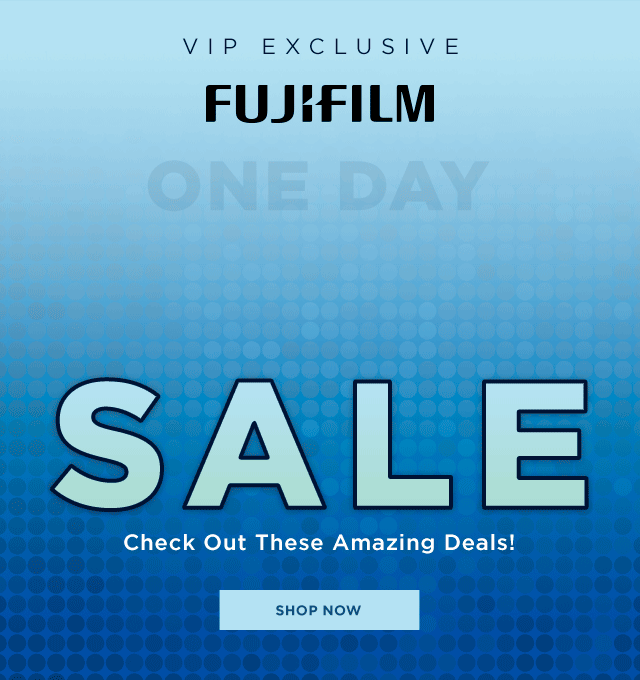 VIP EXCLUSIVE
FUJIFILM
ONE DAY
SALE
Check Out These Amazing Deals!
SHOP NOW